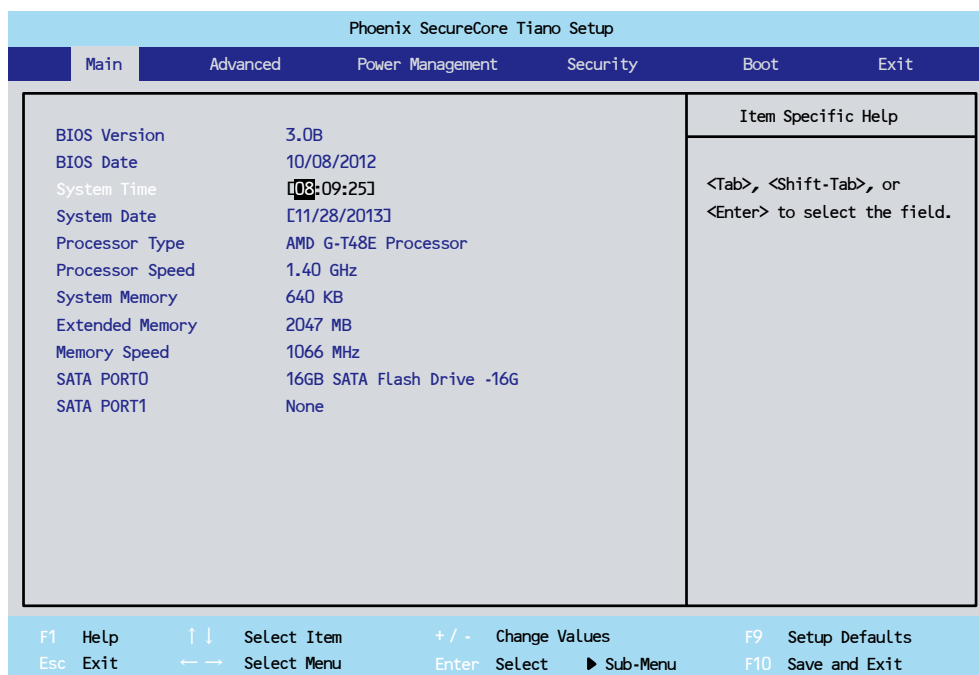 Phoenix SecureCore Tiano Setup
Main Advanced Power Management Security Boot Exit
BIOS Version 3.0B
BIOS Date 10/08/2012
System Time [08:09:25]
System Date [11/28/2013]
Processor Type AMD G-T48E Processor
Processor Speed 1.40 GHz
System Memory 640 KB
Extended Memory 2047 MB
Memory Speed 1066 MHz
SATA PORT0 16GB SATA Flash Drive -16G
SATA PORT1 None
Item Specific Help
<Tab>, <Shift-Tab>, or
<Enter> to select the field.
F1 Help ↑ ↓ Select Item + / - Change Values F9 Setup Defaults
Esc Exit ← → Select Menu Enter Select ▶ Sub-Menu F10 Save and Exit